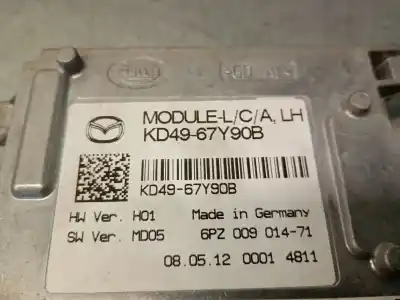 MODULE-L/C/A, LH
KD49-67Y90B
KD49-67Y90B
HW Ver. H01 Made in Germany
SW Ver. MD05 6PZ 009 014-71
08.05.12 0001 4811